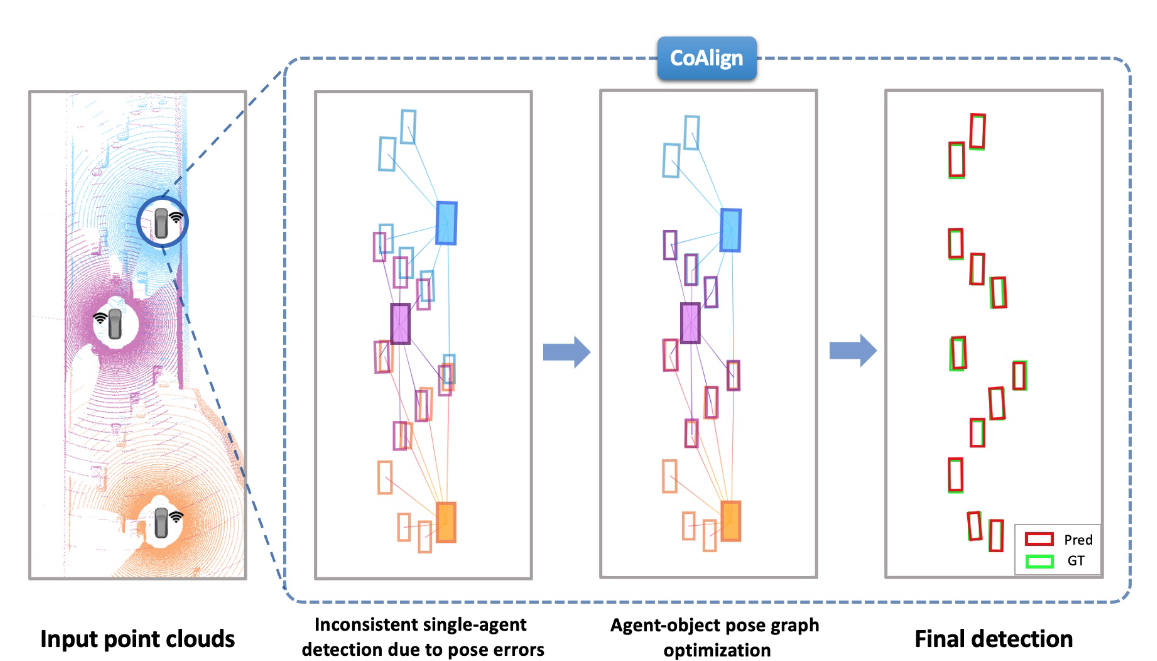 CoAlign
Pred
GT
Input point clouds
Inconsistent single-agent
detection due to pose errors
Agent-object pose graph
optimization
Final detection